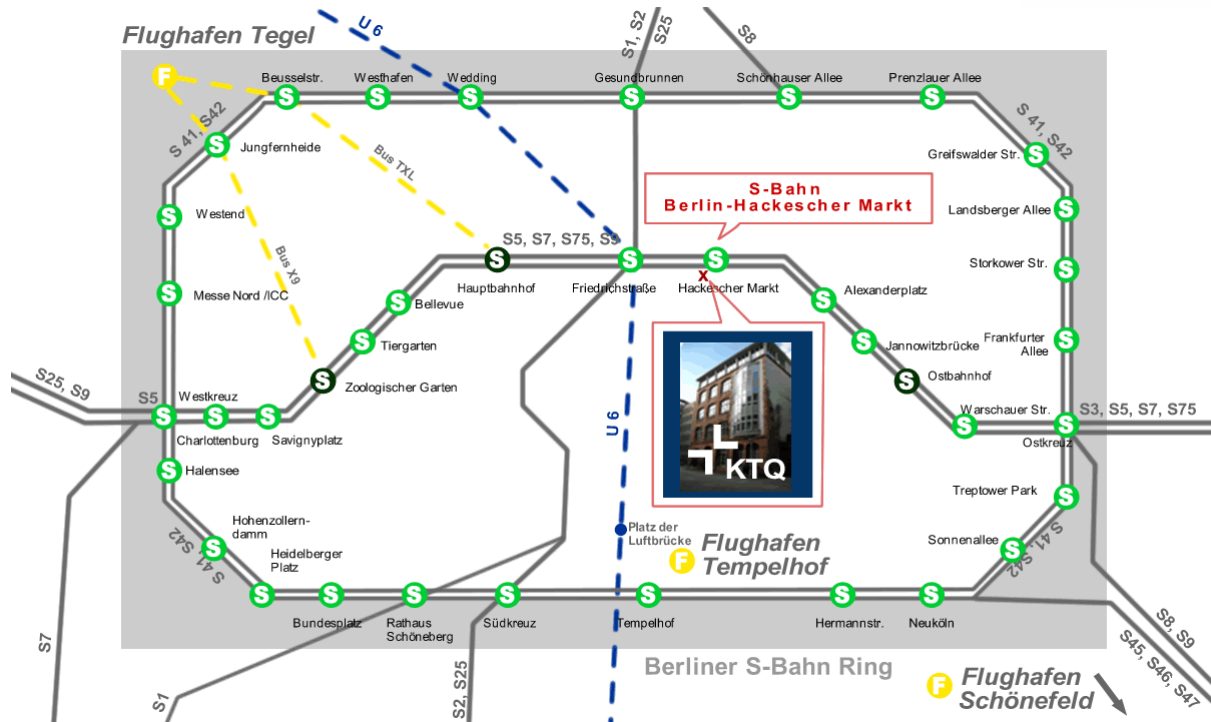 Flughafen Tegel
U 6
S1, S2
S25
S8
F
Beusselstr.
Westhafen
Wedding
Gesundbrunnen
Schönhauser Allee
Prenzlauer Allee
S 41, S42
S 41, S42
Jungfernheide
Greifswalder Str.
Bus TXL
S-Bahn
Berlin-Hackescher Markt
Westend
Landsberger Allee
Bus X9
S5, S7, S75, S9
Storkower Str.
Messe Nord /ICC
Hauptbahnhof
Friedrichstraße
x
Hackescher Markt
Alexanderplatz
Bellevue
Tiergarten
Jannowitzbrücke
Frankfurter
Allee
S25, S9
Zoologischer Garten
Ostbahnhof
S5
Westkreuz
Warschauer Str.
S3, S5, S7, S75
U 6
Charlottenburg
Savignyplatz
Ostkreuz
Halensee
KTQ
Treptower Park
Hohenzollern-
damm
Platz der
Luftbrücke
F
Flughafen
Tempelhof
Sonnenallee
S 41, S42
S 41, S42
Heidelberger
Platz
Bundesplatz
Rathaus
Schöneberg
Südkreuz
Tempelhof
Hermannstr.
Neuköln
S7
S1
S2, S25
Berliner S-Bahn Ring
S8, S9
S45, S46, S47
F
Flughafen
Schönefeld